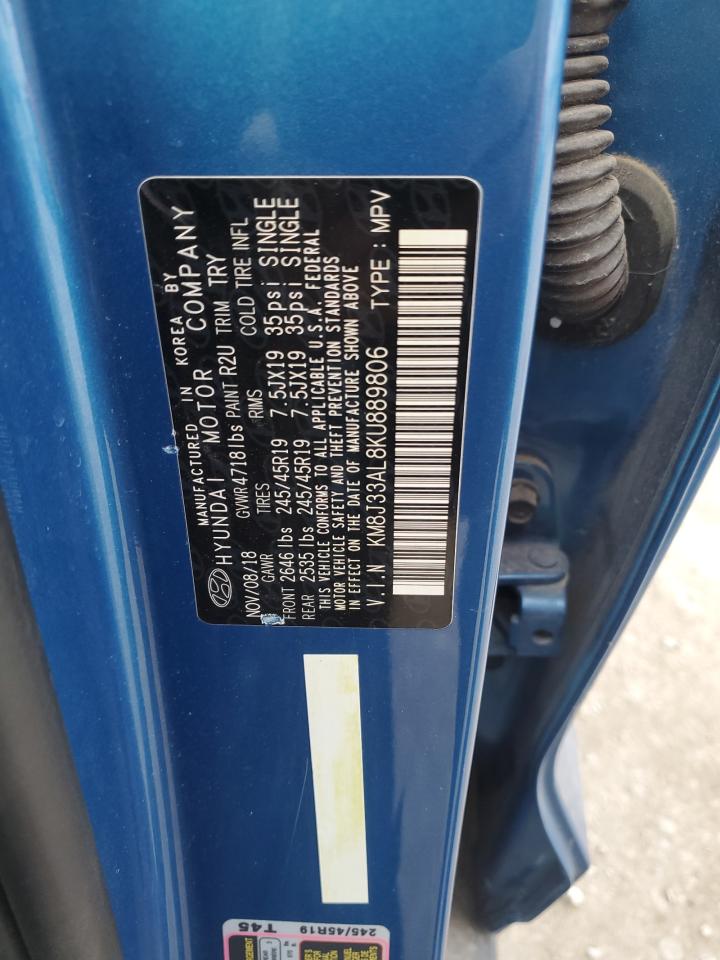 MANUFACTURED IN KOREA BY
HYUNDAI MOTOR COMPANY
NOV/08/18 GVWR 4718lbs PAINT R2U TRIM TRY
GAWR TIRES RIMS COLD TIRE INFL
FRONT 2646 lbs 245/45R19 7.5JX19 35psi SINGLE
REAR 2535 lbs 245/45R19 7.5JX19 35psi SINGLE
THIS VEHICLE CONFORMS TO ALL APPLICABLE U.S.A. FEDERAL
MOTOR VEHICLE SAFETY AND THEFT PREVENTION STANDARDS
IN EFFECT ON THE DATE OF MANUFACTURE SHOWN ABOVE
V.I.N KM8J33AL8KU889806 TYPE : MPV
T45
245/45R19